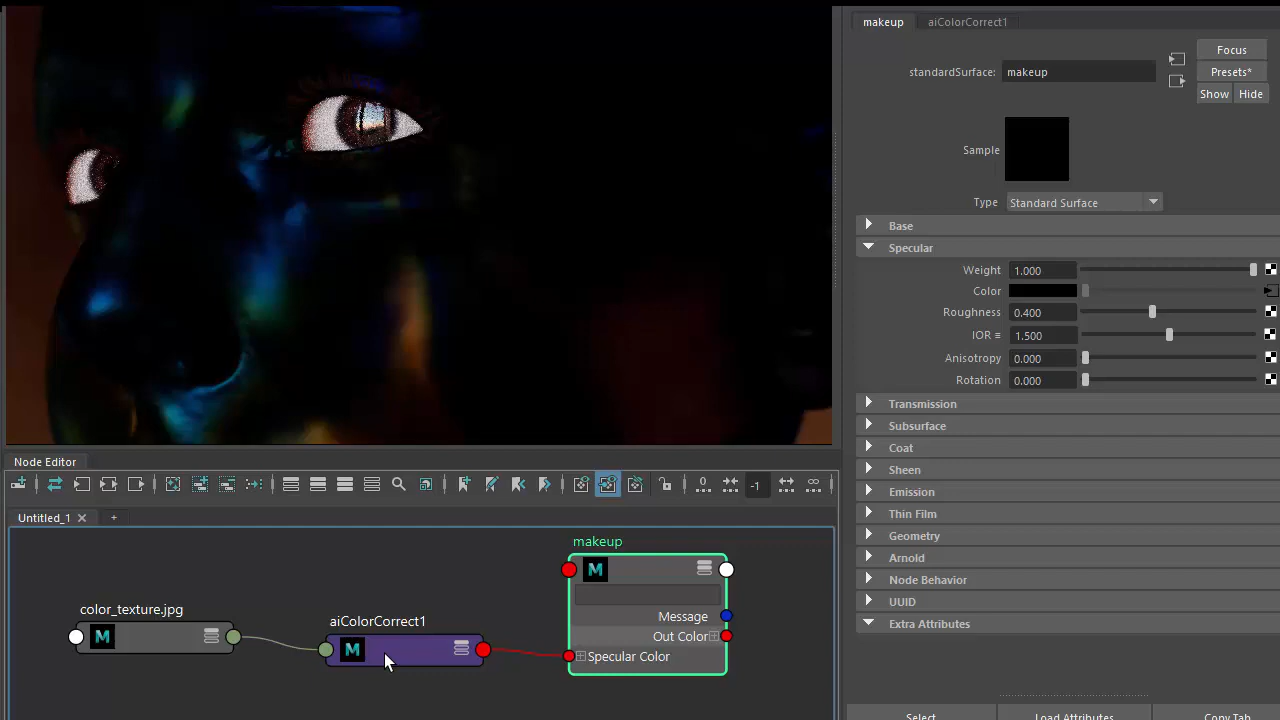 makeup aiColorCorrect1
Focus
standardSurface: makeup
Presets*
Show Hide
Sample
Type Standard Surface
Base
Specular
Weight 1.000
Color
Roughness 0.400
IOR 1.500
Anisotropy 0.000
Rotation 0.000
Transmission
Subsurface
Coat
Sheen
Emission
Thin Film
Geometry
Arnold
Node Behavior
UUID
Extra Attributes
Select Load Attributes Copy Tab
Node Editor
-1
Untitled_1
makeup
M
Message
Out Color
Specular Color
color_texture.jpg
M
aiColorCorrect1
M